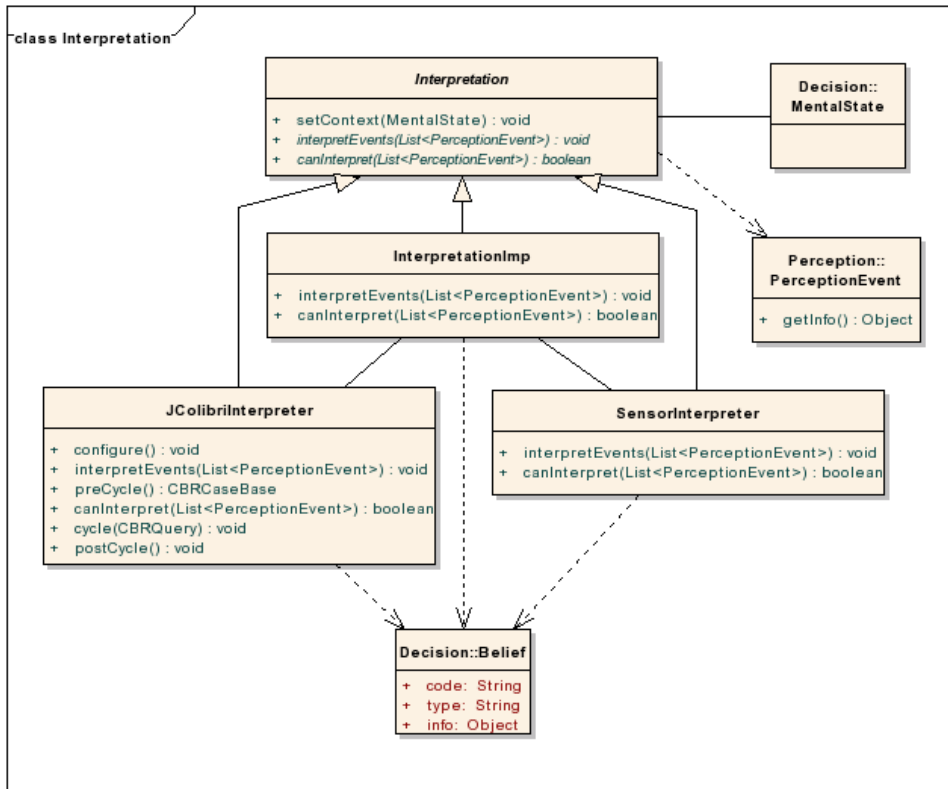 class Interpretation
Interpretation
+ setContext(MentalState) : void
+ interpretEvents(List<PerceptionEvent>) : void
+ canInterpret(List<PerceptionEvent>) : boolean
Decision::
MentalState
InterpretationImp
+ interpretEvents(List<PerceptionEvent>) : void
+ canInterpret(List<PerceptionEvent>) : boolean
Perception::
PerceptionEvent
+ getInfo() : Object
JColibriInterpreter
+ configure() : void
+ interpretEvents(List<PerceptionEvent>) : void
+ preCycle() : CBRCaseBase
+ canInterpret(List<PerceptionEvent>) : boolean
+ cycle(CBRQuery) : void
+ postCycle() : void
SensorInterpreter
+ interpretEvents(List<PerceptionEvent>) : void
+ canInterpret(List<PerceptionEvent>) : boolean
Decision::Belief
+ code: String
+ type: String
+ info: Object